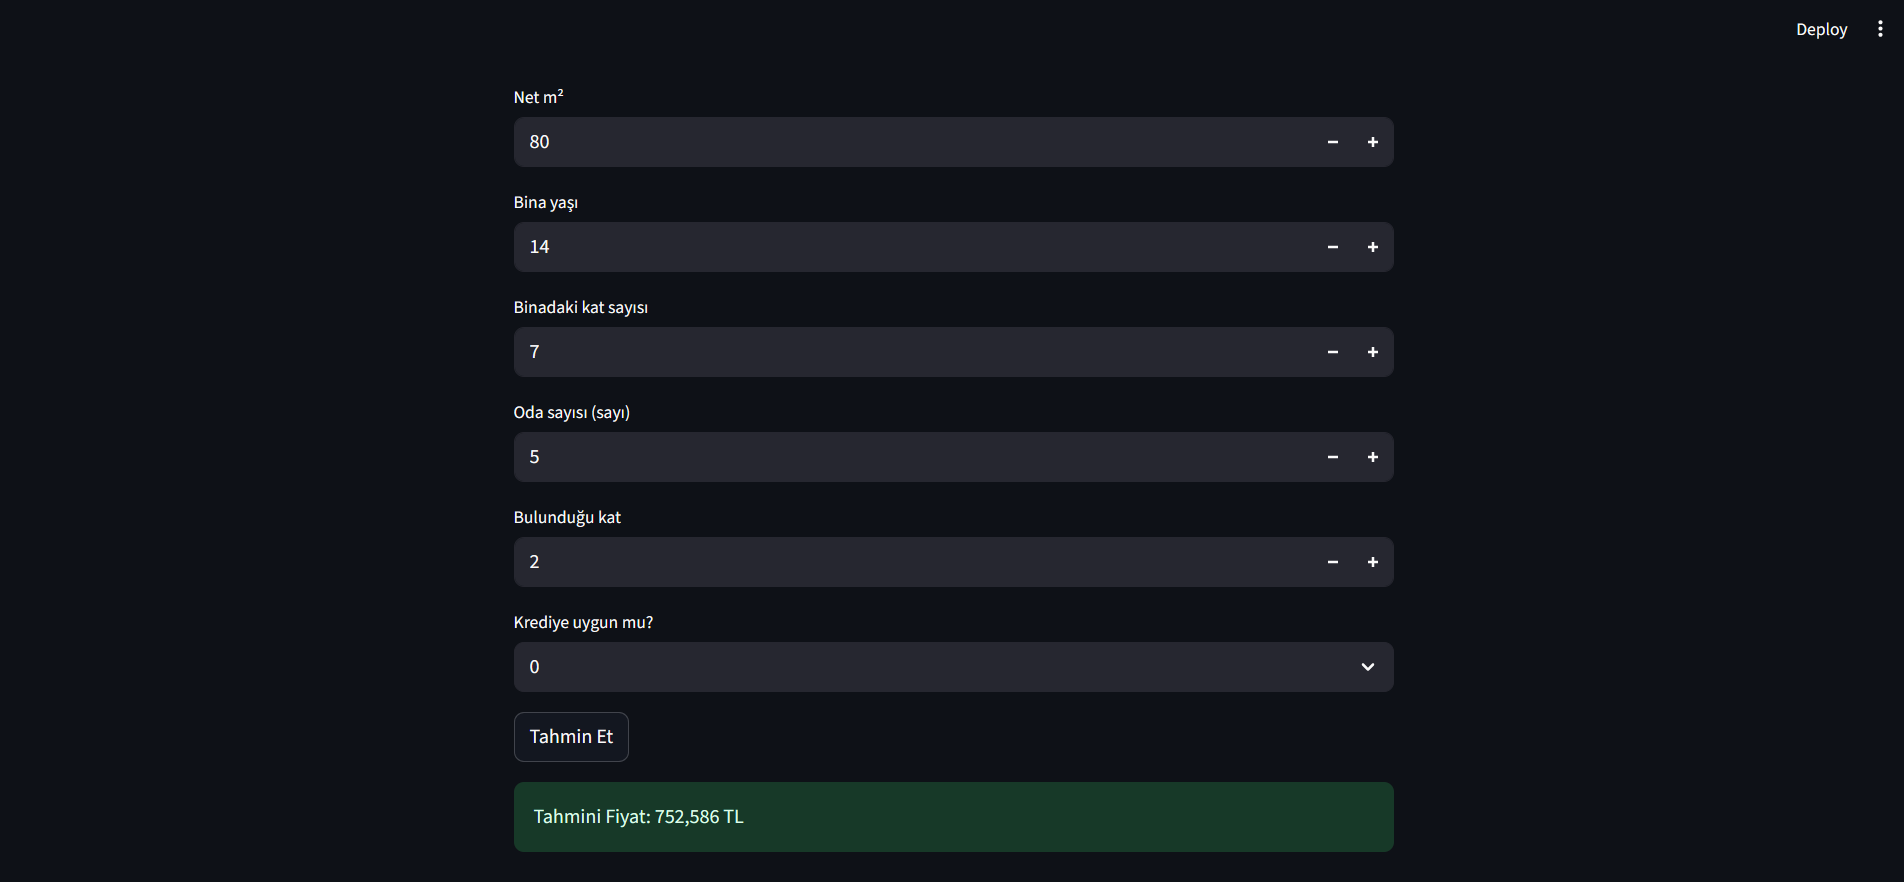 Deploy
Net m²
80
Bina yaşı
14
Binadaki kat sayısı
7
Oda sayısı (sayı)
5
Bulunduğu kat
2
Krediye uygun mu?
0
Tahmin Et
Tahmini Fiyat: 752,586 TL